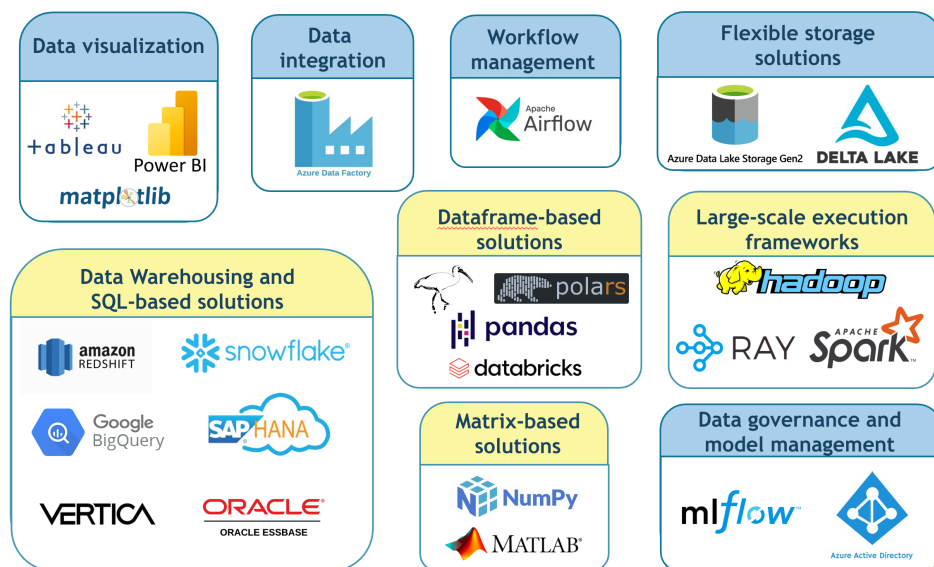 Data visualization
tableau
Power BI
matplotlib
Data
integration
Azure Data Factory
Workflow
management
Apache
Airflow
Flexible storage
solutions
Azure Data Lake Storage Gen2
DELTA LAKE
Data Warehousing and
SQL-based solutions
amazon
REDSHIFT
snowflake®
Google
BigQuery
SAP® HANA
VERTICA
ORACLE®
ORACLE ESSBASE
Dataframe-based
solutions
polars
pandas
databricks
Large-scale execution
frameworks
hadoop
RAY
APACHE
Spark™
Matrix-based
solutions
NumPy
MATLAB®
Data governance and
model management
mlflow™
Azure Active Directory